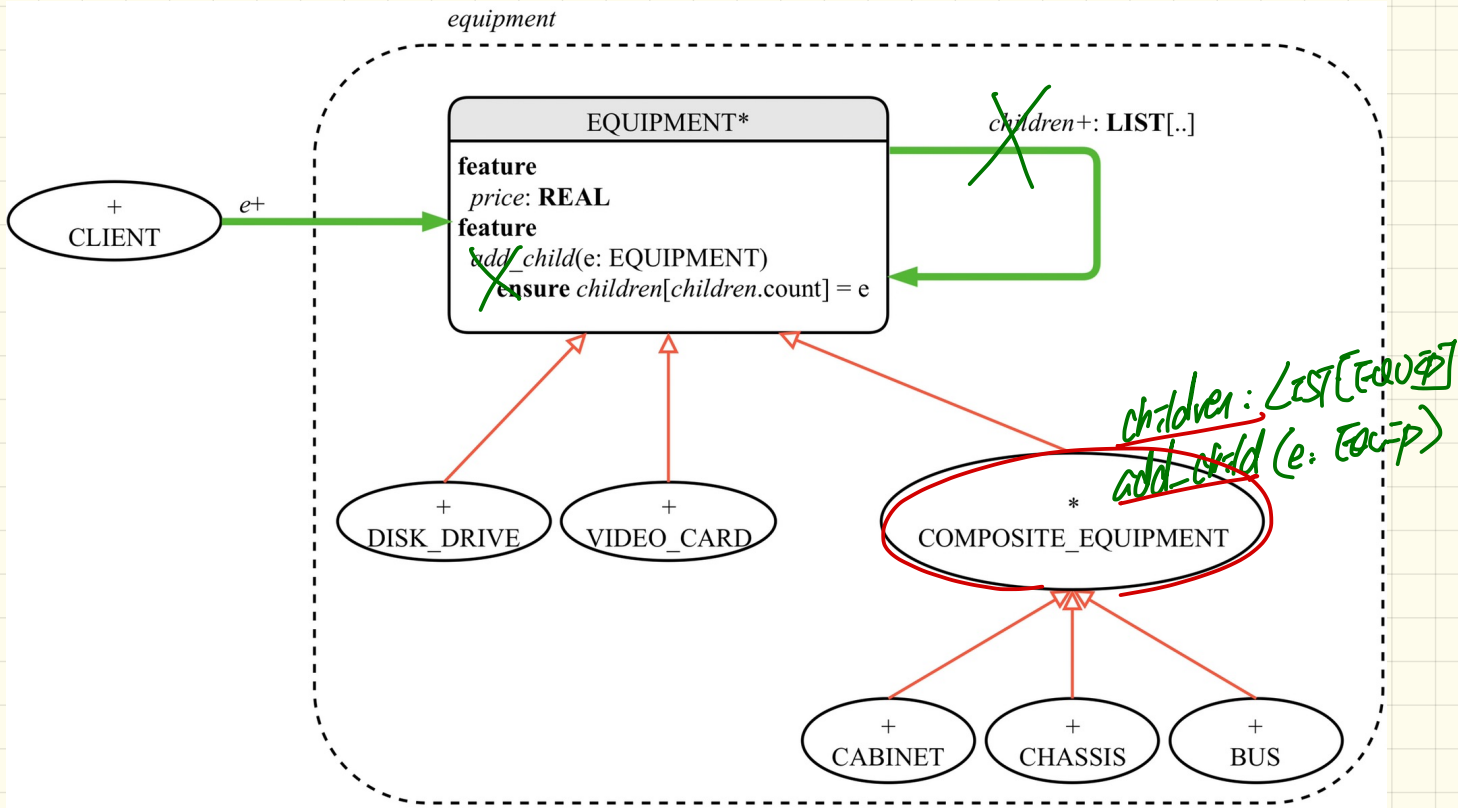 equipment
EQUIPMENT*
children+: LIST[..]
feature
price: REAL
feature
add_child(e: EQUIPMENT)
ensure children[children.count] = e
+
CLIENT
e+
children: LIST[EQUIP]
add_child (e: EQUIP)
+
DISK_DRIVE
+
VIDEO_CARD
*
COMPOSITE_EQUIPMENT
+
CABINET
+
CHASSIS
+
BUS